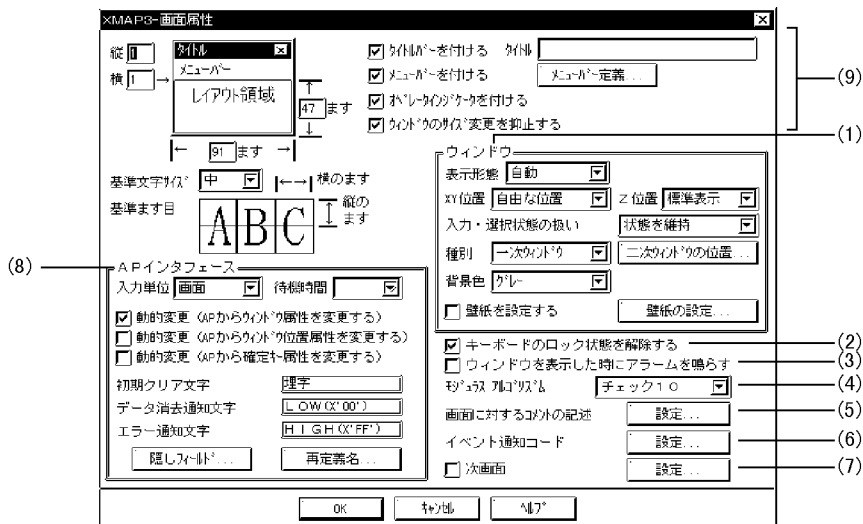 XMAP3-画面属性
縦 1
横 1
ﾀｲﾄﾙ
ﾒﾆｭｰﾊﾞｰ
レイアウト領域
47 ます
91 ます
タイトルバーを付ける タイトル
メニューバーを付ける メニューバー定義...
オペレータインジケータを付ける
ウィンドウのサイズ変更を抑止する
(9)
(1)
基準文字サイズ 中 横のます
基準ます目 ABC 縦のます
ウィンドウ
表示形態 自動
XY位置 自由な位置 Z位置 標準表示
入力・選択状態の扱い 状態を維持
種別 一次ウィンドウ 二次ウィンドウの位置...
背景色 グレー
壁紙を設定する 壁紙の設定...
(8)
APインタフェース
入力単位 画面 待機時間
動的変更（APからウィンドウ属性を変更する）
動的変更（APからウィンドウ位置属性を変更する）
動的変更（APから確定キー属性を変更する）
初期クリア文字 理字
データ消去通知文字 LOW(X'00')
エラー通知文字 HIGH(X'FF')
隠しフィールド... 再定義名...
キーボードのロック状態を解除する (2)
ウィンドウを表示した時にアラームを鳴らす (3)
モジュラス アルゴリズム チェック10 (4)
画面に対するコメントの記述 設定... (5)
イベント通知コード 設定... (6)
次画面 設定... (7)
OK キャンセル ヘルプ